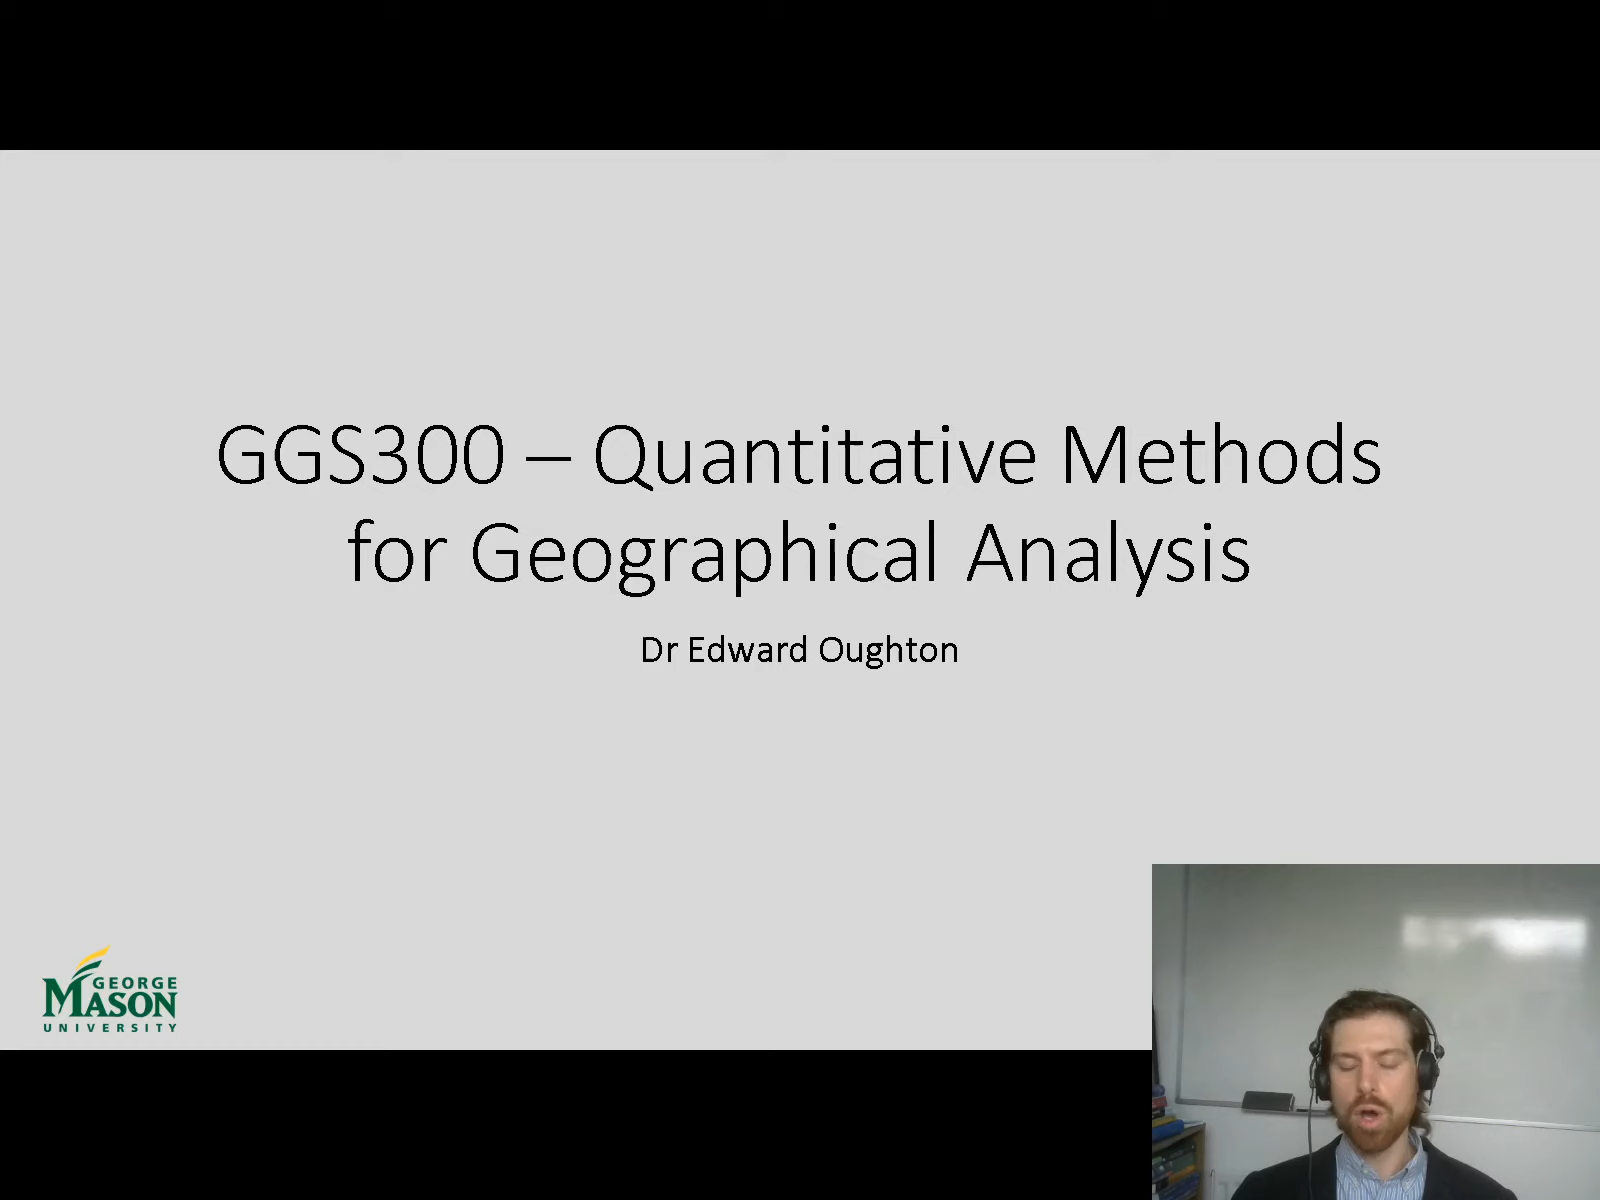 GGS300 – Quantitative Methods
for Geographical Analysis
Dr Edward Oughton
GEORGE
MASON
UNIVERSITY